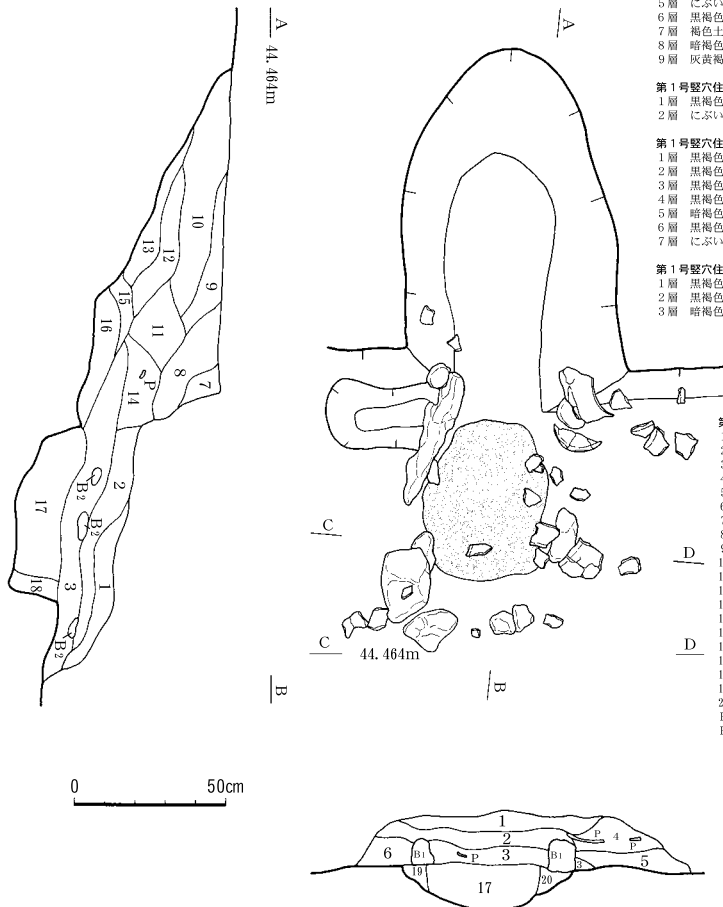 5層 にぶい
6層 黒褐色
7層 褐色土
8層 暗褐色
9層 灰黄褐
第1号竪穴住
1層 黒褐色
2層 にぶい
第1号竪穴住
1層 黒褐色
2層 黒褐色
3層 黒褐色
4層 黒褐色
5層 暗褐色
6層 黒褐色
7層 にぶい
第1号竪穴住
1層 黒褐色
2層 黒褐色
3層 暗褐色
A
44.464m
A
10
13
12
9
15
11
16
8
7
P
14
2
B2
17
B2
3
1
18
B2
B
C
D
C
44.464m
D
B
0 50cm
1
2
P
4
P
6
B1
P
3
B1
3
5
19
17
20